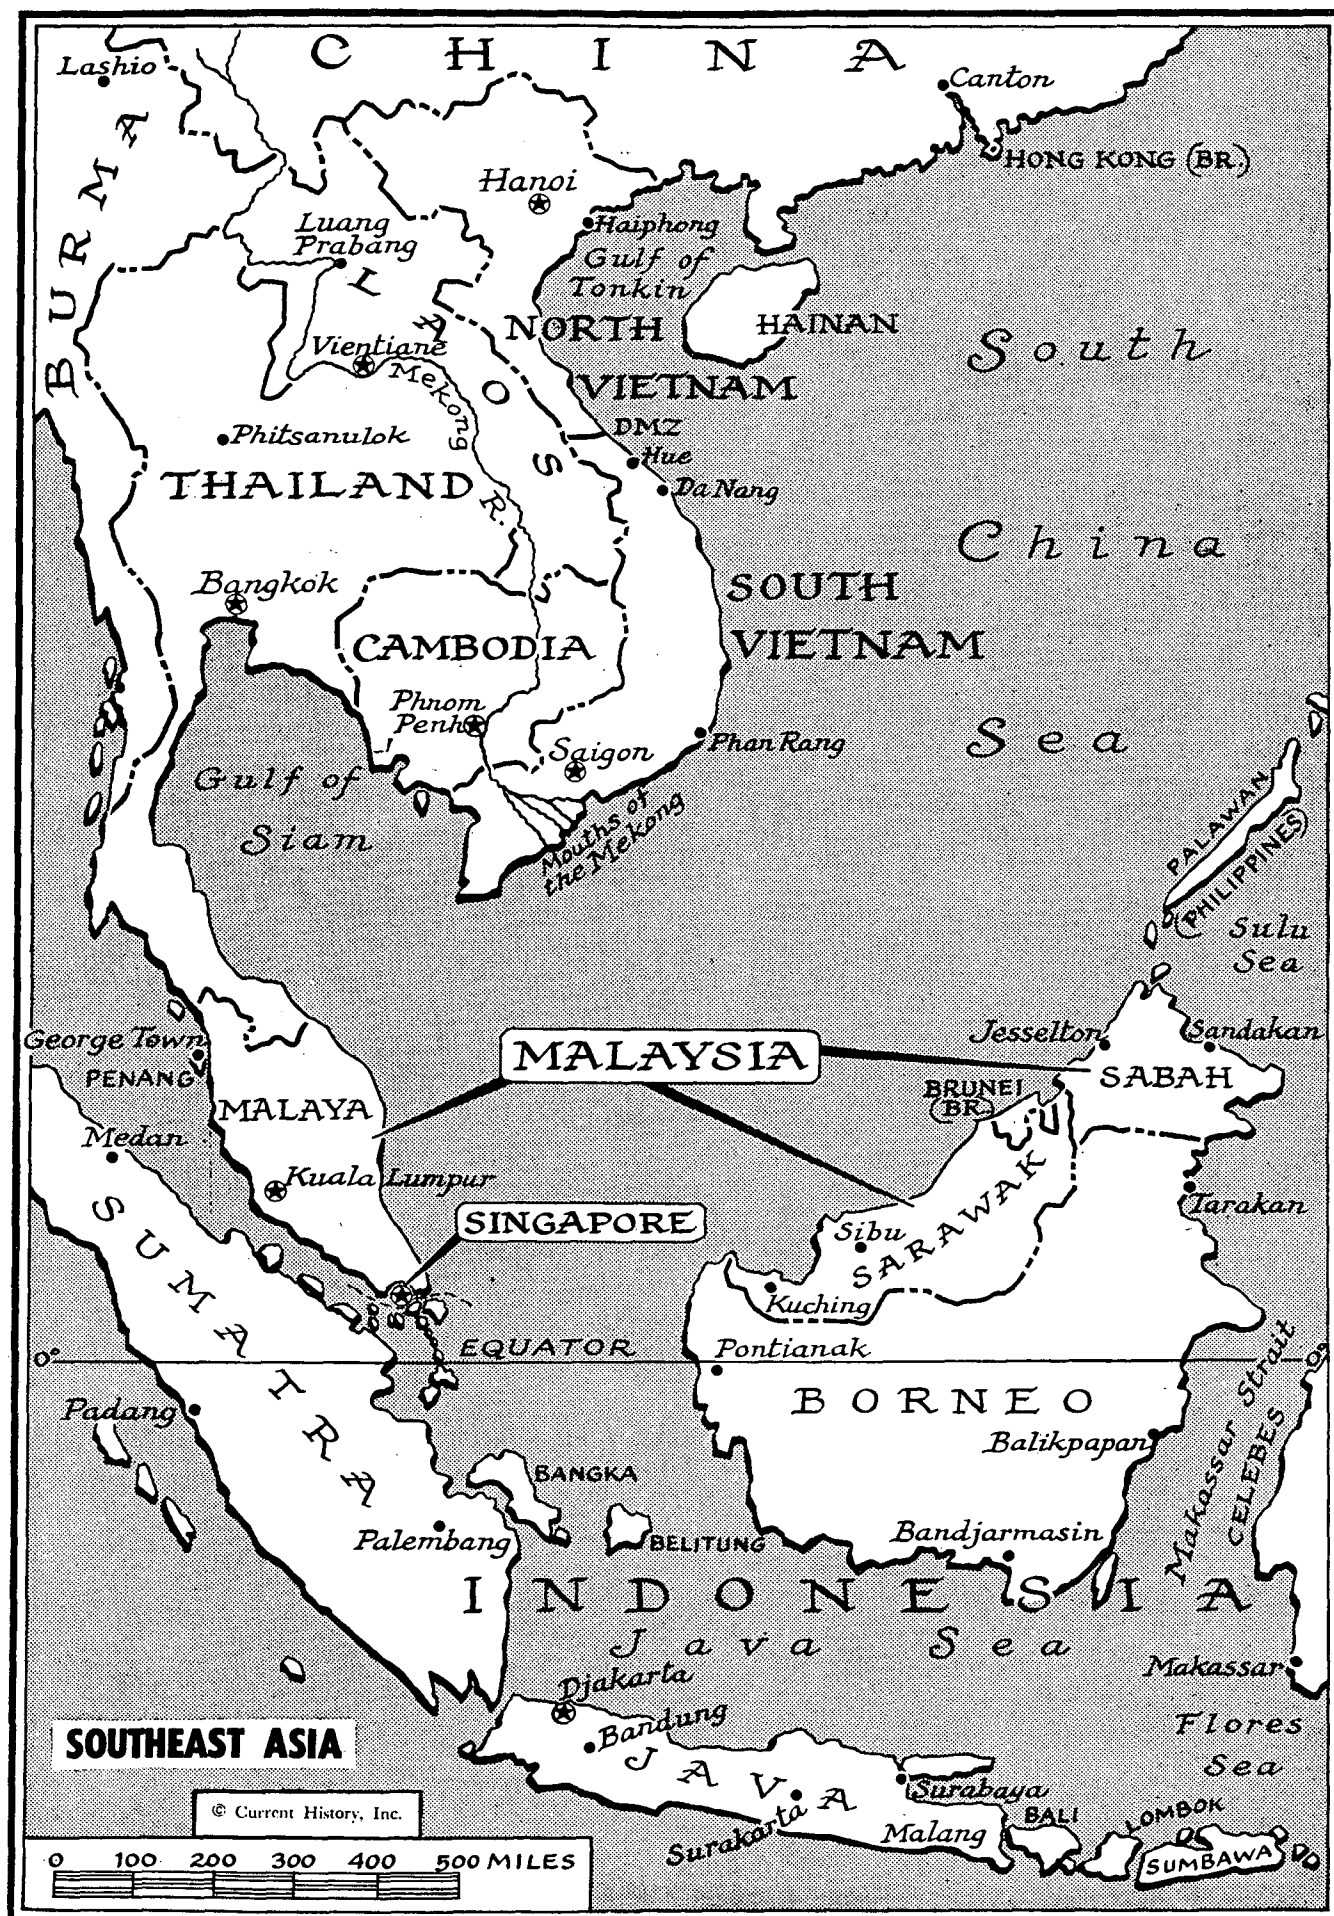 CHINA
Lashio
Canton
BURMA
HONG KONG (BR.)
Hanoi
Luang
Prabang
Haiphong
Gulf of
Tonkin
LAOS
NORTH
VIETNAM
HAINAN
South
China
Sea
Vientiane
Mekong R.
DMZ
Phitsanulok
Hue
THAILAND
Da Nang
Bangkok
SOUTH
VIETNAM
CAMBODIA
Phnom
Penh
Saigon
Phan Rang
Gulf of
Siam
Mouths of
the Mekong
PALAWAN
(PHILIPPINES)
Sulu
Sea
George Town
PENANG
MALAYSIA
Jesselton
Sandakan
SABAH
BRUNEI
(BR.)
MALAYA
Medan
Kuala Lumpur
SINGAPORE
SARAWAK
Sibu
Tarakan
Kuching
SUMATRA
0°
EQUATOR
0°
Pontianak
BORNEO
Makassar Strait
CELEBES
Padang
Balikpapan
BANGKA
Palembang
BELITUNG
Bandjarmasin
INDONESIA
Java Sea
Makassar
Djakarta
Bandung
JAVA
Flores
Sea
SOUTHEAST ASIA
Surabaya
Surakarta
Malang
BALI
LOMBOK
SUMBAWA
© Current History, Inc.
0 100 200 300 400 500 MILES